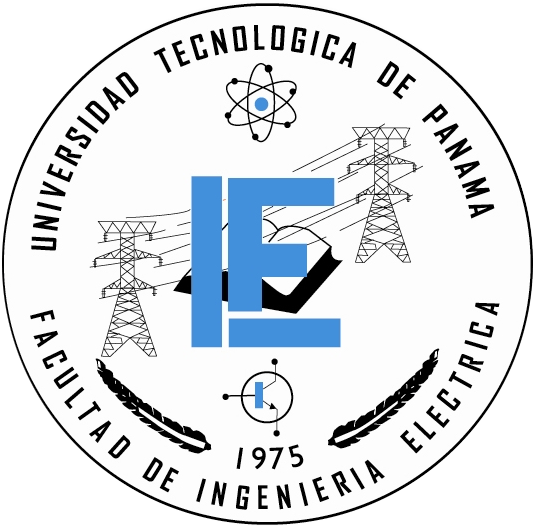 UNIVERSIDAD TECNOLOGICA DE PANAMA
IE
1975
FACULTAD DE INGENIERIA ELECTRICA